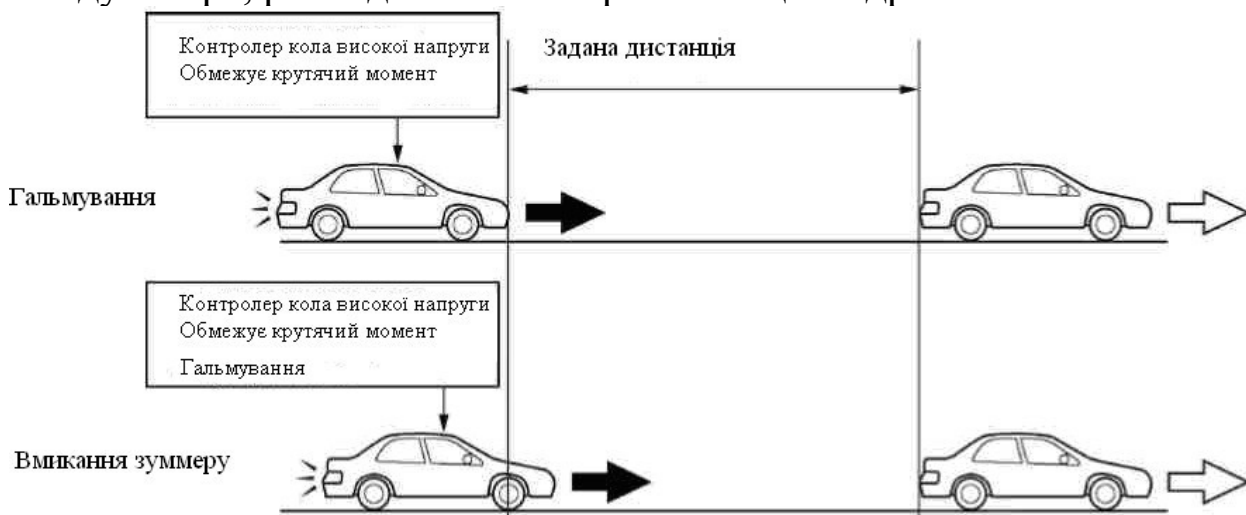 Контролер кола високої напруги
Обмежує крутячий момент
Задана дистанція
Гальмування
Контролер кола високої напруги
Обмежує крутячий момент
Гальмування
Вмикання зуммеру